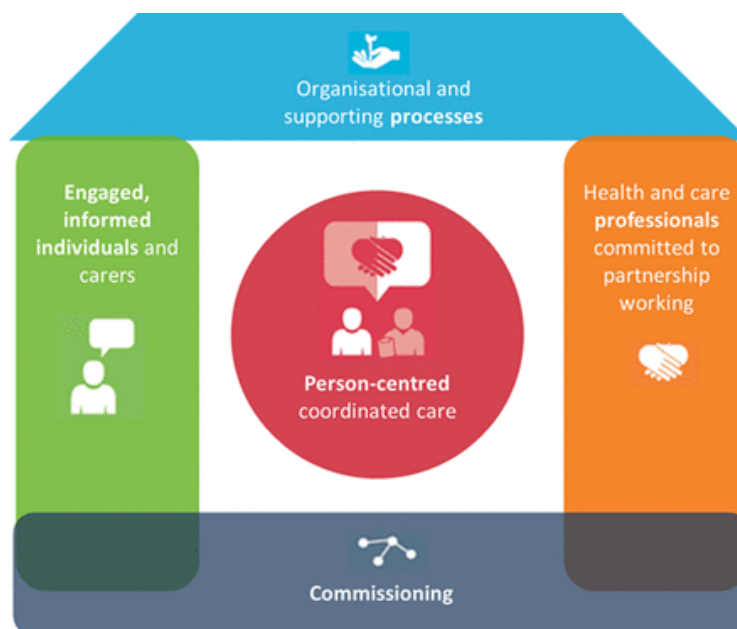 Organisational and
supporting processes
Engaged,
informed
individuals and
carers
Health and care
professionals
committed to
partnership
working
Person-centred
coordinated care
Commissioning